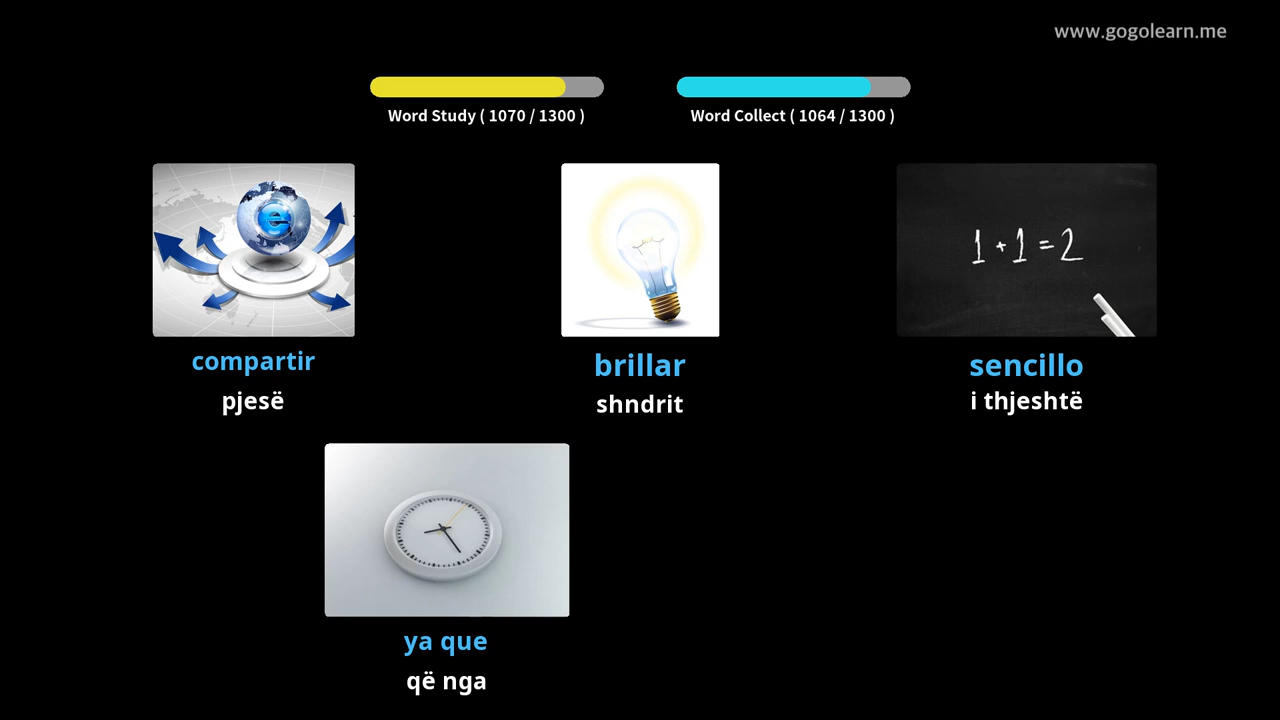 www.gogolearn.me
Word Study ( 1070 / 1300 )
Word Collect ( 1064 / 1300 )
e
1 + 1 = 2
compartir
brillar
sencillo
pjesë
shndrit
i thjeshtë
ya que
që nga